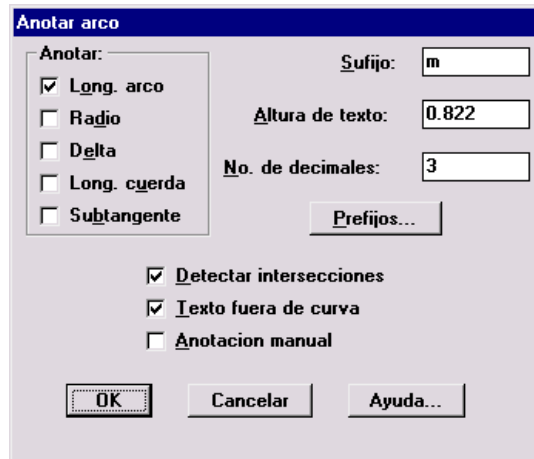 Anotar arco
Anotar:
Long. arco
Radio
Delta
Long. cuerda
Subtangente
Sufijo: m
Altura de texto: 0.822
No. de decimales: 3
Prefijos...
Detectar intersecciones
Texto fuera de curva
Anotacion manual
OK Cancelar Ayuda...